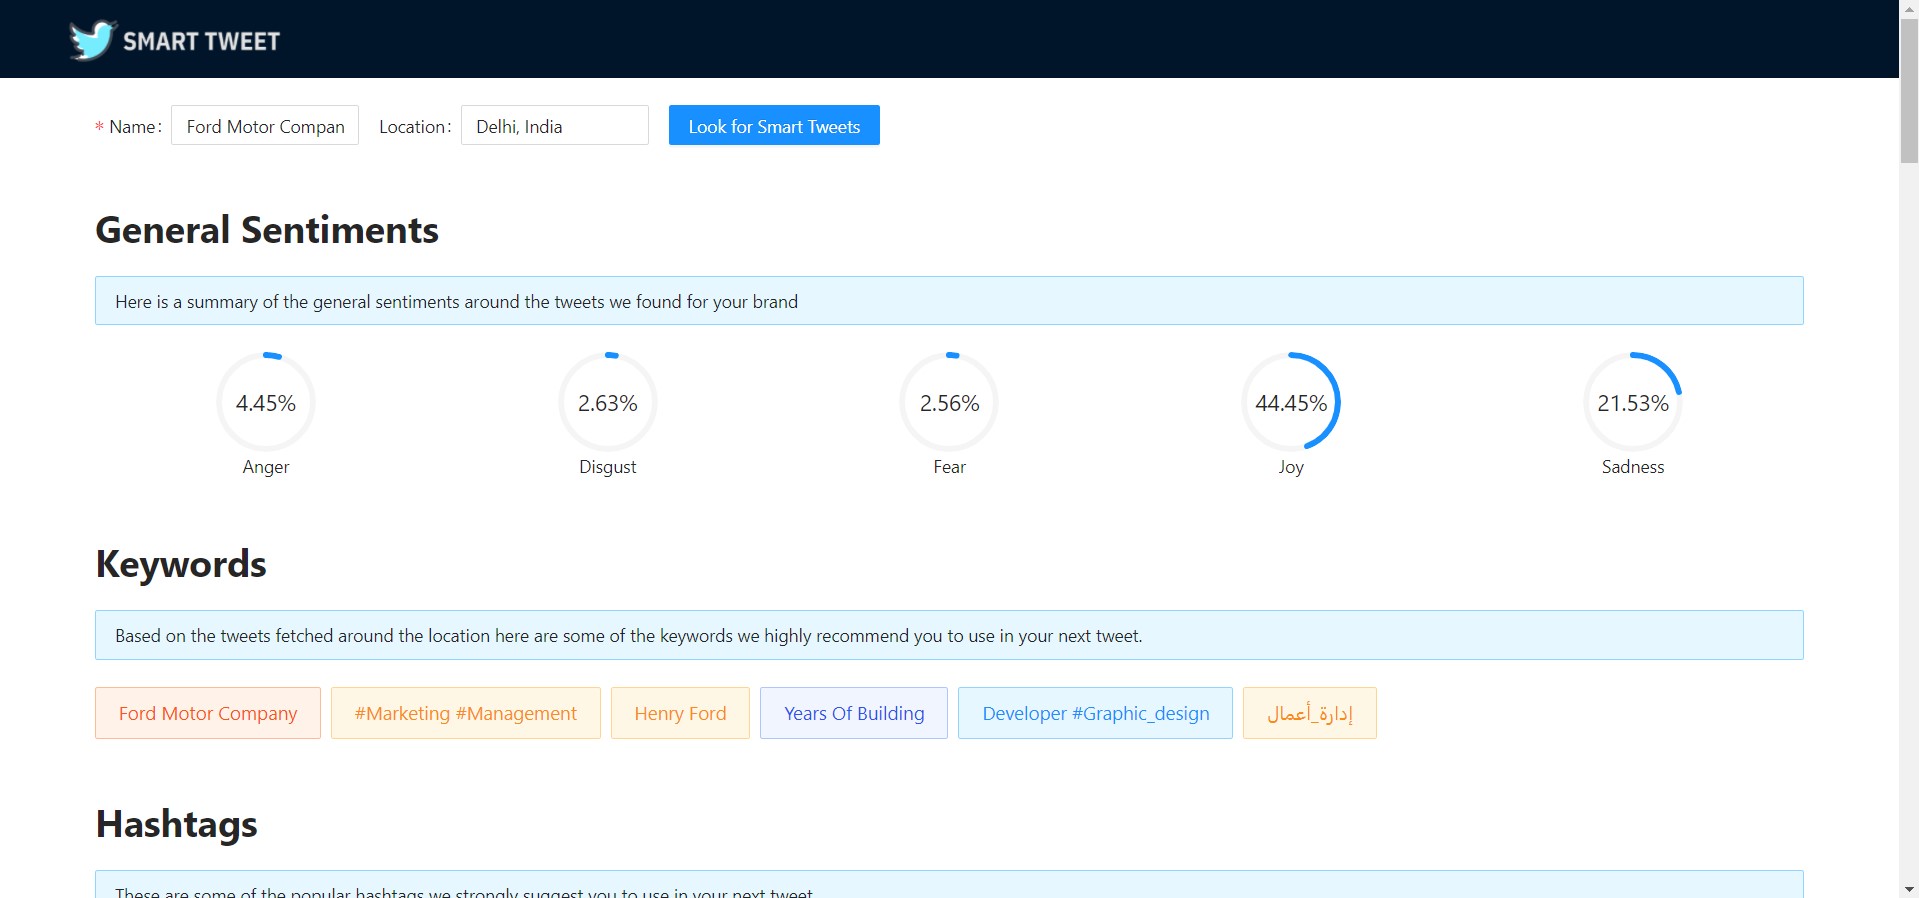 SMART TWEET
* Name: Ford Motor Compan Location: Delhi, India Look for Smart Tweets
General Sentiments
Here is a summary of the general sentiments around the tweets we found for your brand
4.45% 2.63% 2.56% 44.45% 21.53%
Anger Disgust Fear Joy Sadness
Keywords
Based on the tweets fetched around the location here are some of the keywords we highly recommend you to use in your next tweet.
Ford Motor Company #Marketing #Management Henry Ford Years Of Building Developer #Graphic_design إدارة_أعمال
Hashtags
These are some of the popular hashtags we strongly suggest you to use in your next tweet